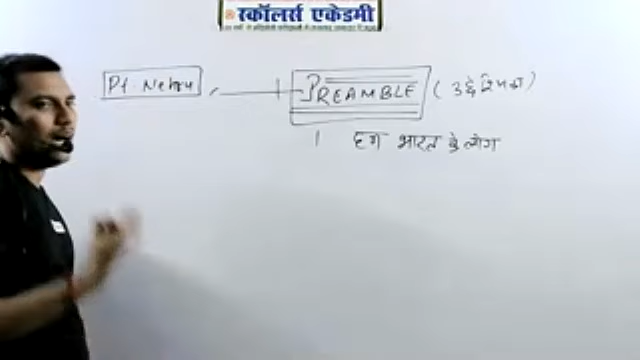 स्कॉलर्स एकेडमी
Pt. Nehru PREAMBLE (उद्देशिका)
1 हम भारत के लोग